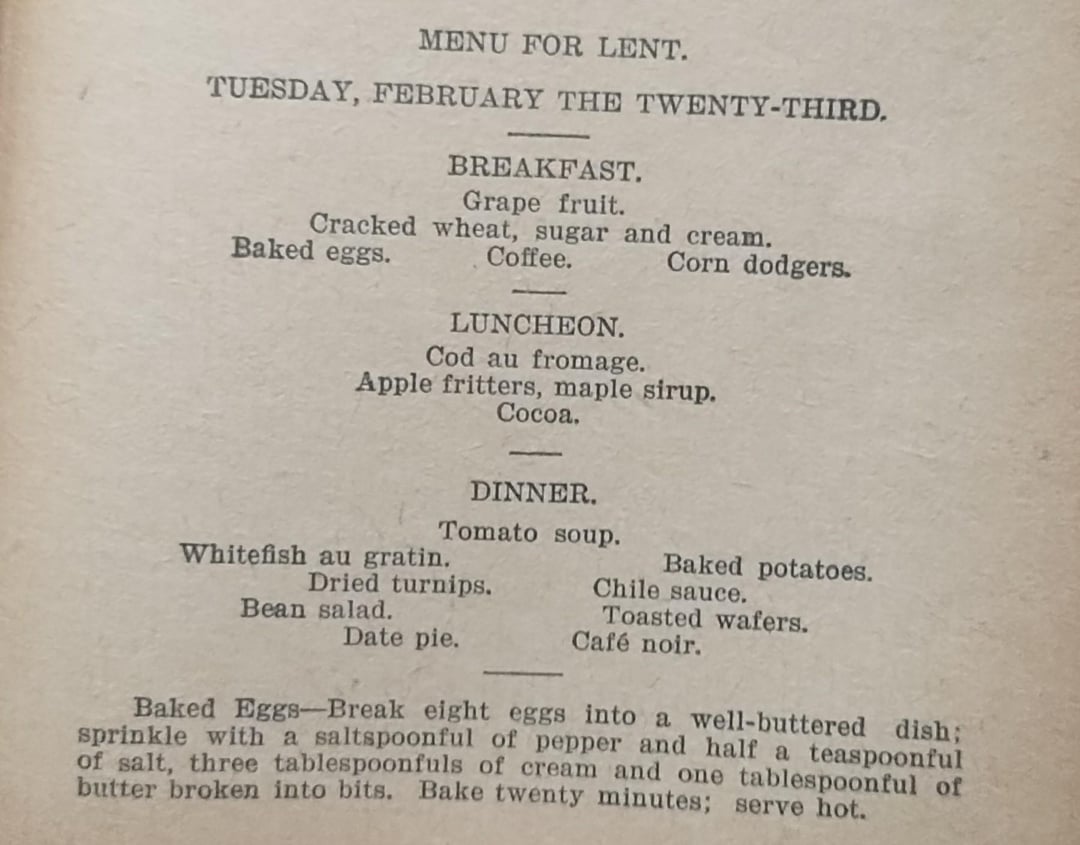 MENU FOR LENT.
TUESDAY, FEBRUARY THE TWENTY-THIRD.
BREAKFAST.
Grape fruit.
Cracked wheat, sugar and cream.
Baked eggs. Coffee. Corn dodgers.
LUNCHEON.
Cod au fromage.
Apple fritters, maple sirup.
Cocoa.
DINNER.
Tomato soup.
Whitefish au gratin. Baked potatoes.
Dried turnips. Chile sauce.
Bean salad. Toasted wafers.
Date pie. Café noir.
Baked Eggs—Break eight eggs into a well-buttered dish;
sprinkle with a saltspoonful of pepper and half a teaspoonful
of salt, three tablespoonfuls of cream and one tablespoonful of
butter broken into bits. Bake twenty minutes; serve hot.